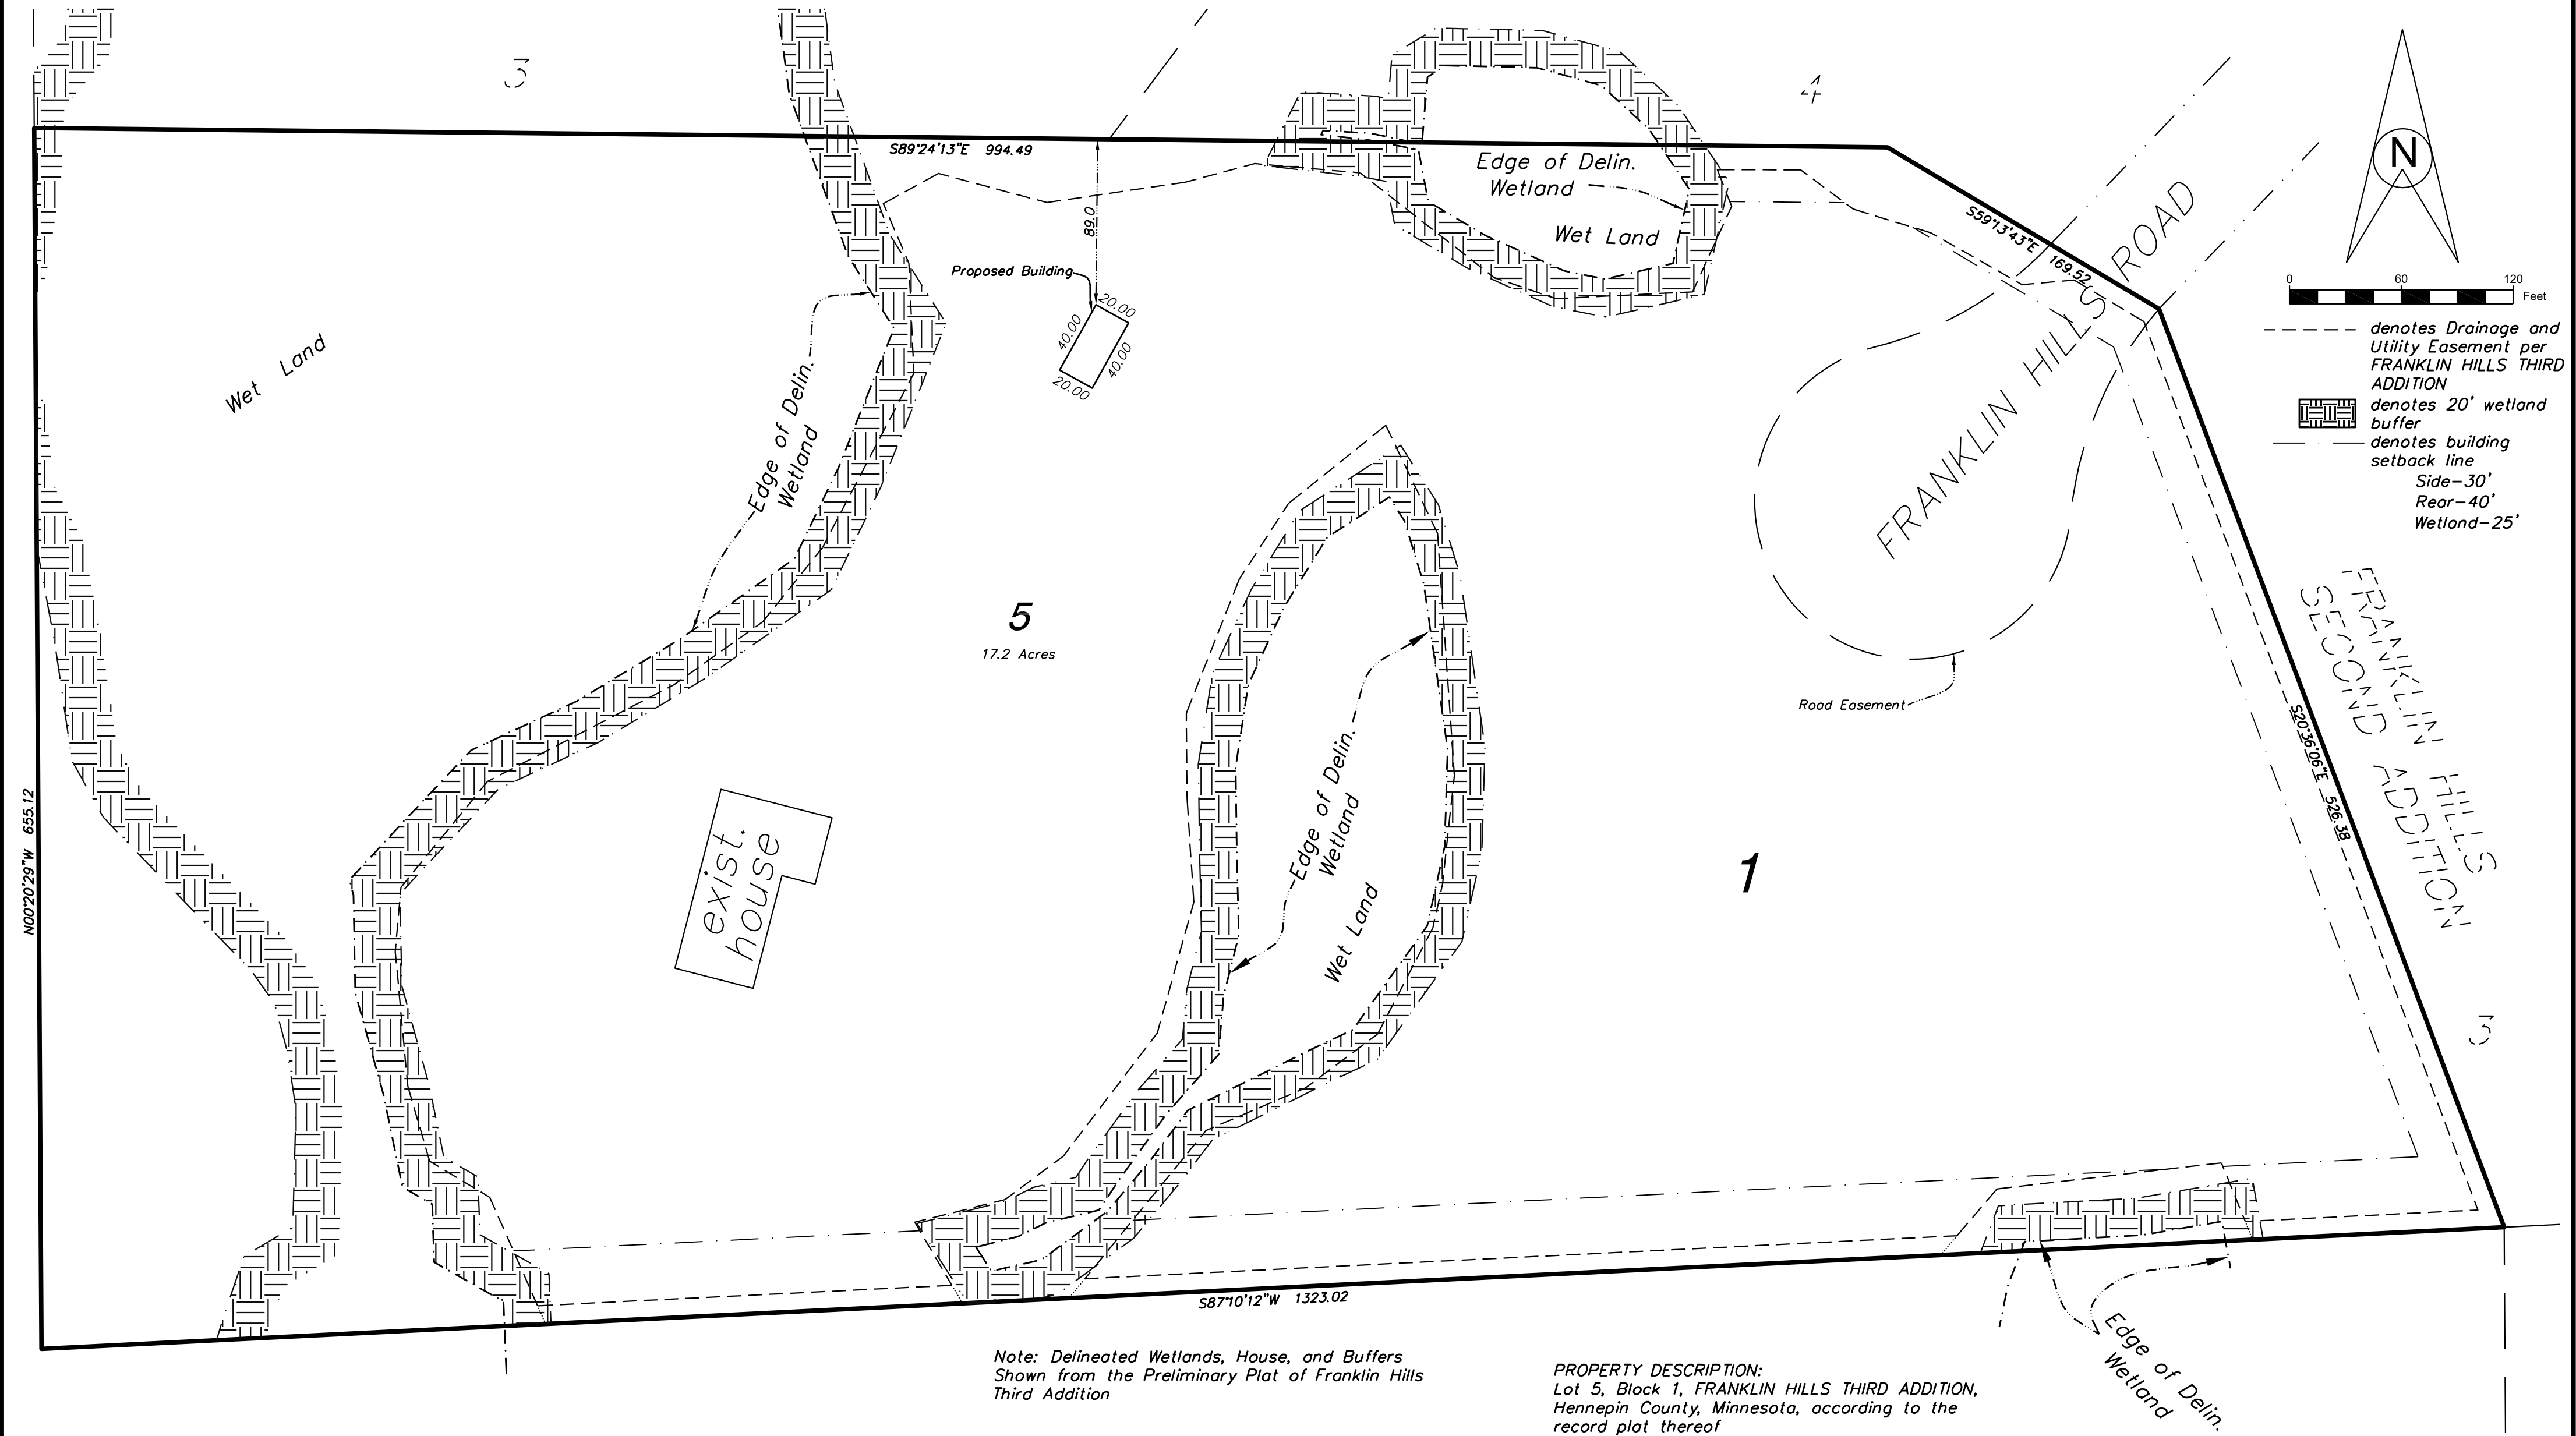 3
4
N
S89°24'13"E 994.49
Edge of Delin.
Wetland
Wet Land
S59°13'43"E 169.52
FRANKLIN HILLS ROAD
0 60 120
Feet
89.0
Proposed Building
20.00
40.00
40.00
20.00
denotes Drainage and
Utility Easement per
FRANKLIN HILLS THIRD
ADDITION
denotes 20' wetland
buffer
denotes building
setback line
Side-30'
Rear-40'
Wetland-25'
Wet Land
Edge of Delin.
Wetland
5
17.2 Acres
Road Easement
FRANKLIN HILLS
SECOND ADDITION
S20°36'06"E 526.38
N00°20'29"W 655.12
exist.
house
Edge of Delin.
Wetland
Wet Land
1
3
S87°10'12"W 1323.02
Edge of Delin.
Wetland
Note: Delineated Wetlands, House, and Buffers
Shown from the Preliminary Plat of Franklin Hills
Third Addition
PROPERTY DESCRIPTION:
Lot 5, Block 1, FRANKLIN HILLS THIRD ADDITION,
Hennepin County, Minnesota, according to the
record plat thereof